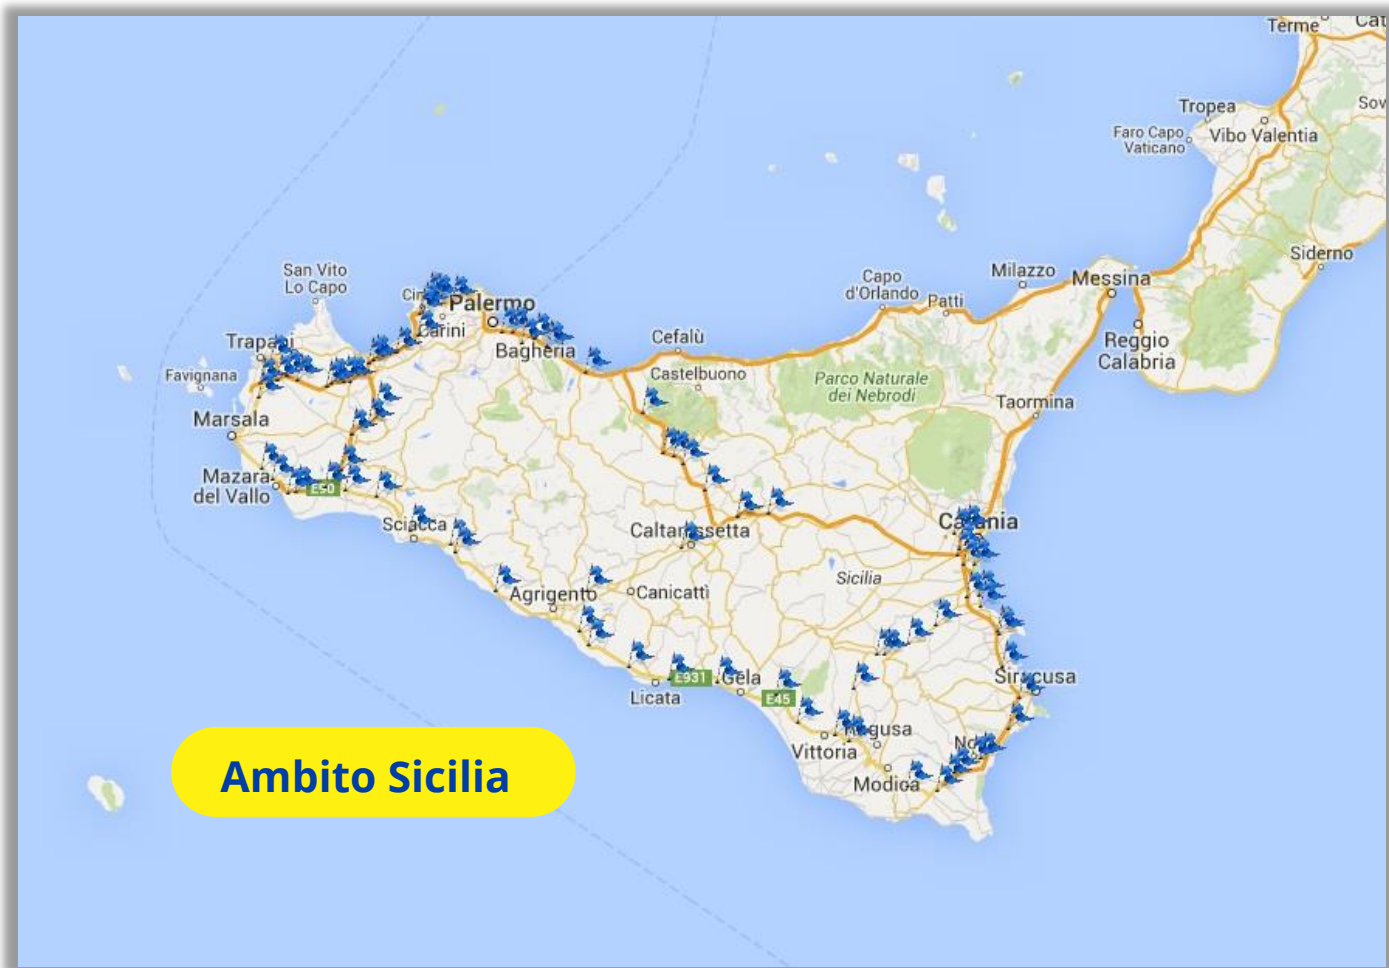 Terme
Cat
Tropea
Sov
Faro Capo
Vaticano
Vibo Valentia
Siderno
San Vito
Lo Capo
Capo
d'Orlando
Milazzo
Messina
Patti
Palermo
Carini
Trapani
Cefalù
Bagheria
Reggio
Calabria
Favignana
Castelbuono
Parco Naturale
dei Nebrodi
Taormina
Marsala
Mazara
del Vallo
E90
Sciacca
Caltanissetta
Catania
Sicilia
Agrigento
Canicattì
E931
Gela
Siracusa
Licata
E45
Ragusa
Vittoria
Modica
Ambito Sicilia